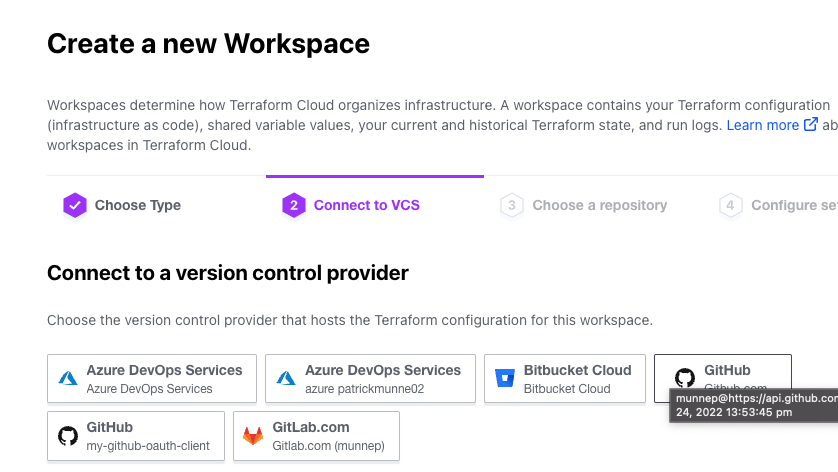 Create a new Workspace
Workspaces determine how Terraform Cloud organizes infrastructure. A workspace contains your Terraform configuration
(infrastructure as code), shared variable values, your current and historical Terraform state, and run logs. Learn more ab
workspaces in Terraform Cloud.
Choose Type
2 Connect to VCS
3 Choose a repository
4 Configure se
Connect to a version control provider
Choose the version control provider that hosts the Terraform configuration for this workspace.
Azure DevOps Services
Azure DevOps Services
Azure DevOps Services
azure patrickmunne02
Bitbucket Cloud
Bitbucket Cloud
GitHub
Github.com
munnep@https://api.github.com
24, 2022 13:53:45 pm
GitHub
my-github-oauth-client
GitLab.com
Gitlab.com (munnep)